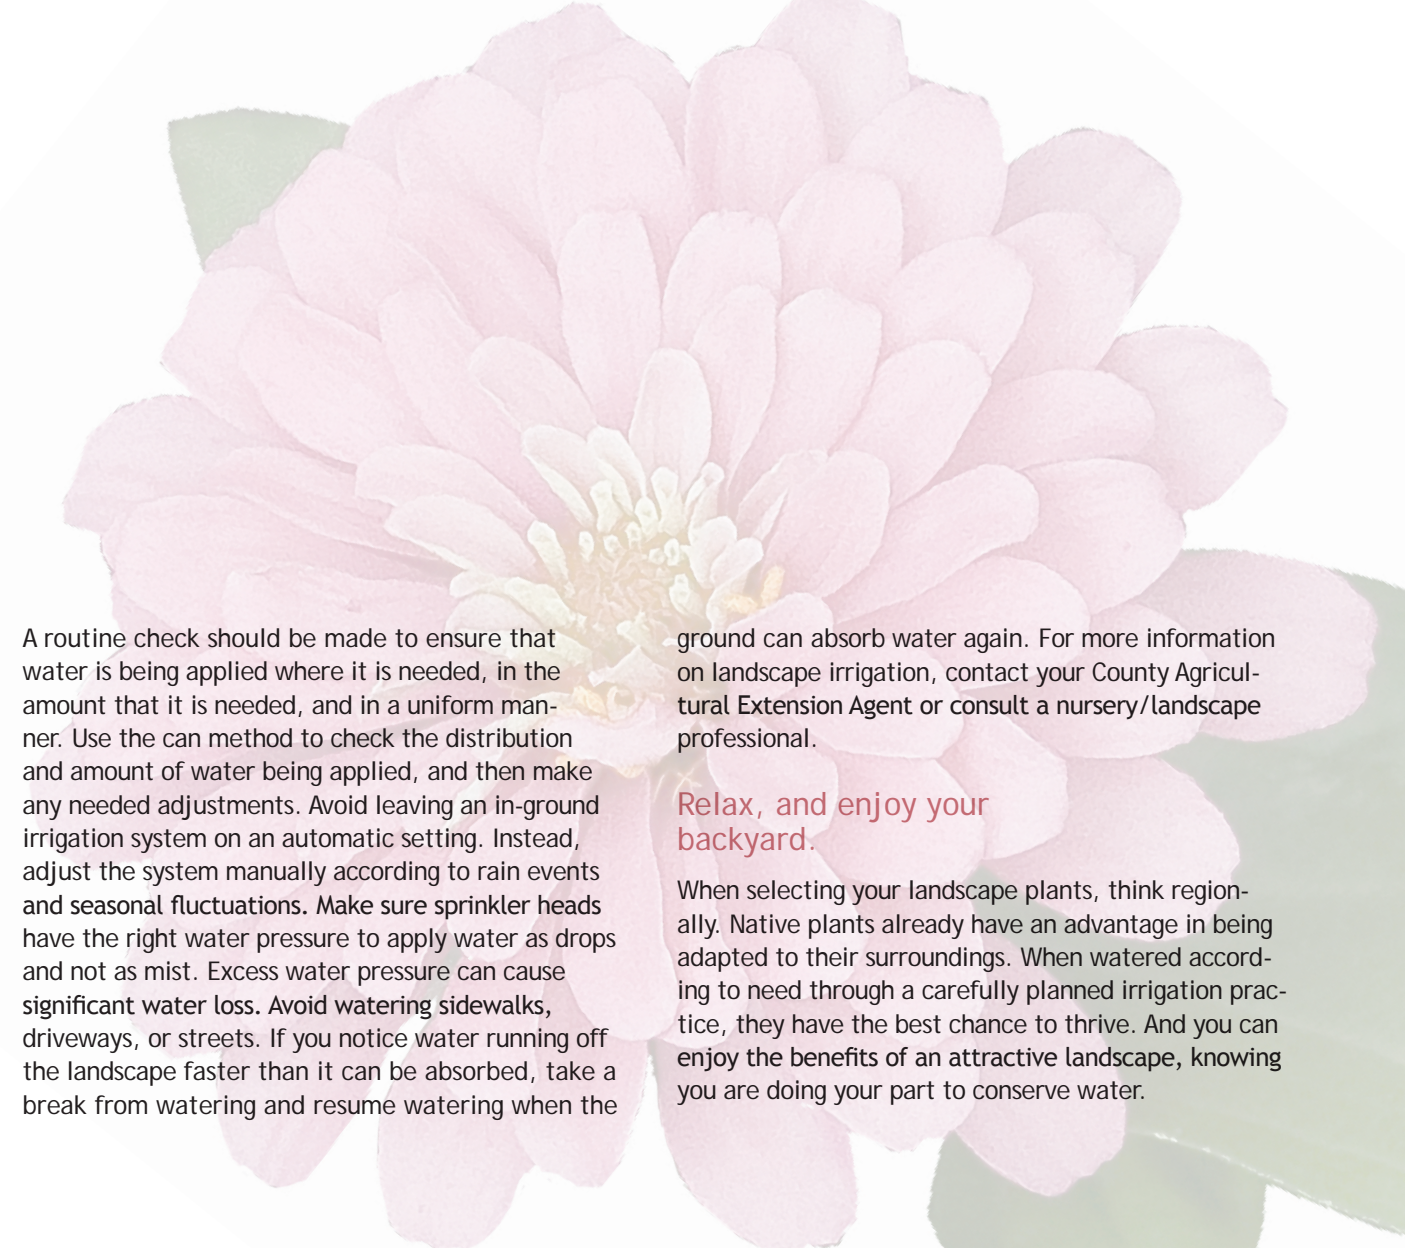 A routine check should be made to ensure that
water is being applied where it is needed, in the
amount that it is needed, and in a uniform man-
ner. Use the can method to check the distribution
and amount of water being applied, and then make
any needed adjustments. Avoid leaving an in-ground
irrigation system on an automatic setting. Instead,
adjust the system manually according to rain events
and seasonal fluctuations. Make sure sprinkler heads
have the right water pressure to apply water as drops
and not as mist. Excess water pressure can cause
significant water loss. Avoid watering sidewalks,
driveways, or streets. If you notice water running off
the landscape faster than it can be absorbed, take a
break from watering and resume watering when the
ground can absorb water again. For more information
on landscape irrigation, contact your County Agricul-
tural Extension Agent or consult a nursery/landscape
professional.
Relax, and enjoy your
backyard.
When selecting your landscape plants, think region-
ally. Native plants already have an advantage in being
adapted to their surroundings. When watered accord-
ing to need through a carefully planned irrigation prac-
tice, they have the best chance to thrive. And you can
enjoy the benefits of an attractive landscape, knowing
you are doing your part to conserve water.